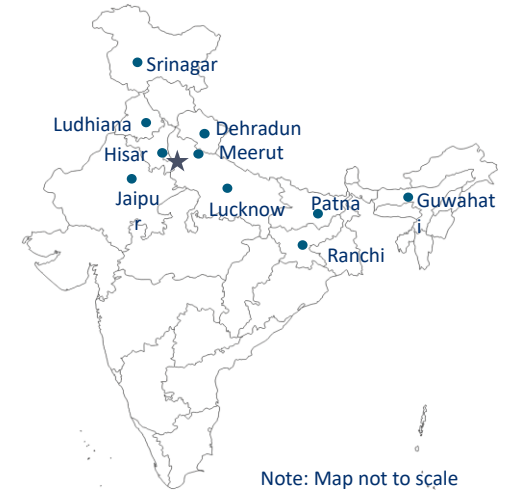 Srinagar
Ludhiana
Dehradun
Hisar
Meerut
Jaipu
r
Lucknow
Patna
Guwahat
i
Ranchi
Note: Map not to scale